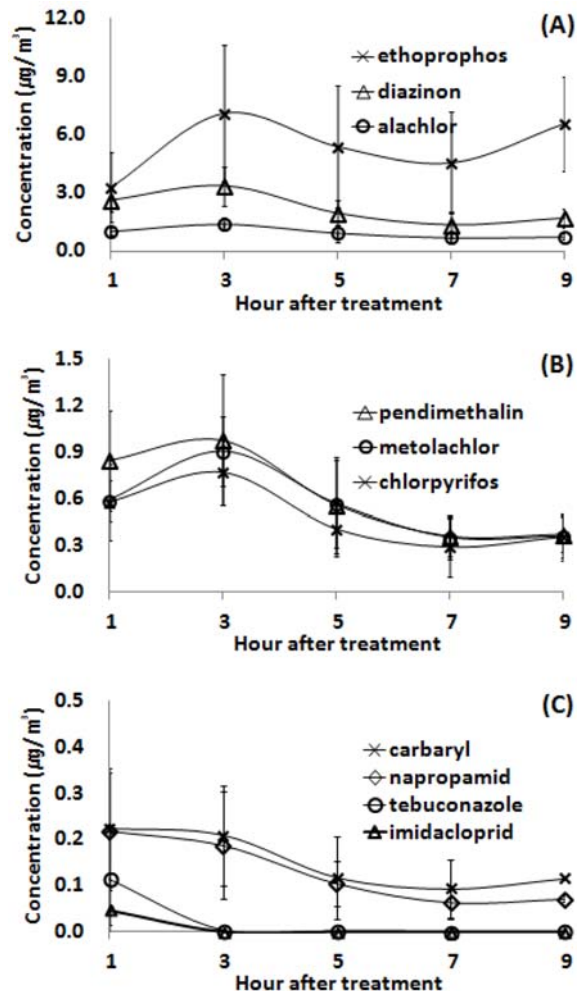 (A)
12.0
9.0
6.0
3.0
0.0
Concentration (µg/m³)
ethoprophos
diazinon
alachlor
1 3 5 7 9
Hour after treatment
(B)
1.5
1.2
0.9
0.6
0.3
0.0
Concentration (µg/m³)
pendimethalin
metolachlor
chlorpyrifos
1 3 5 7 9
Hour after treatment
(C)
0.5
0.4
0.3
0.2
0.1
0.0
Concentration (µg/m³)
carbaryl
napropamid
tebuconazole
imidacloprid
1 3 5 7 9
Hour after treatment